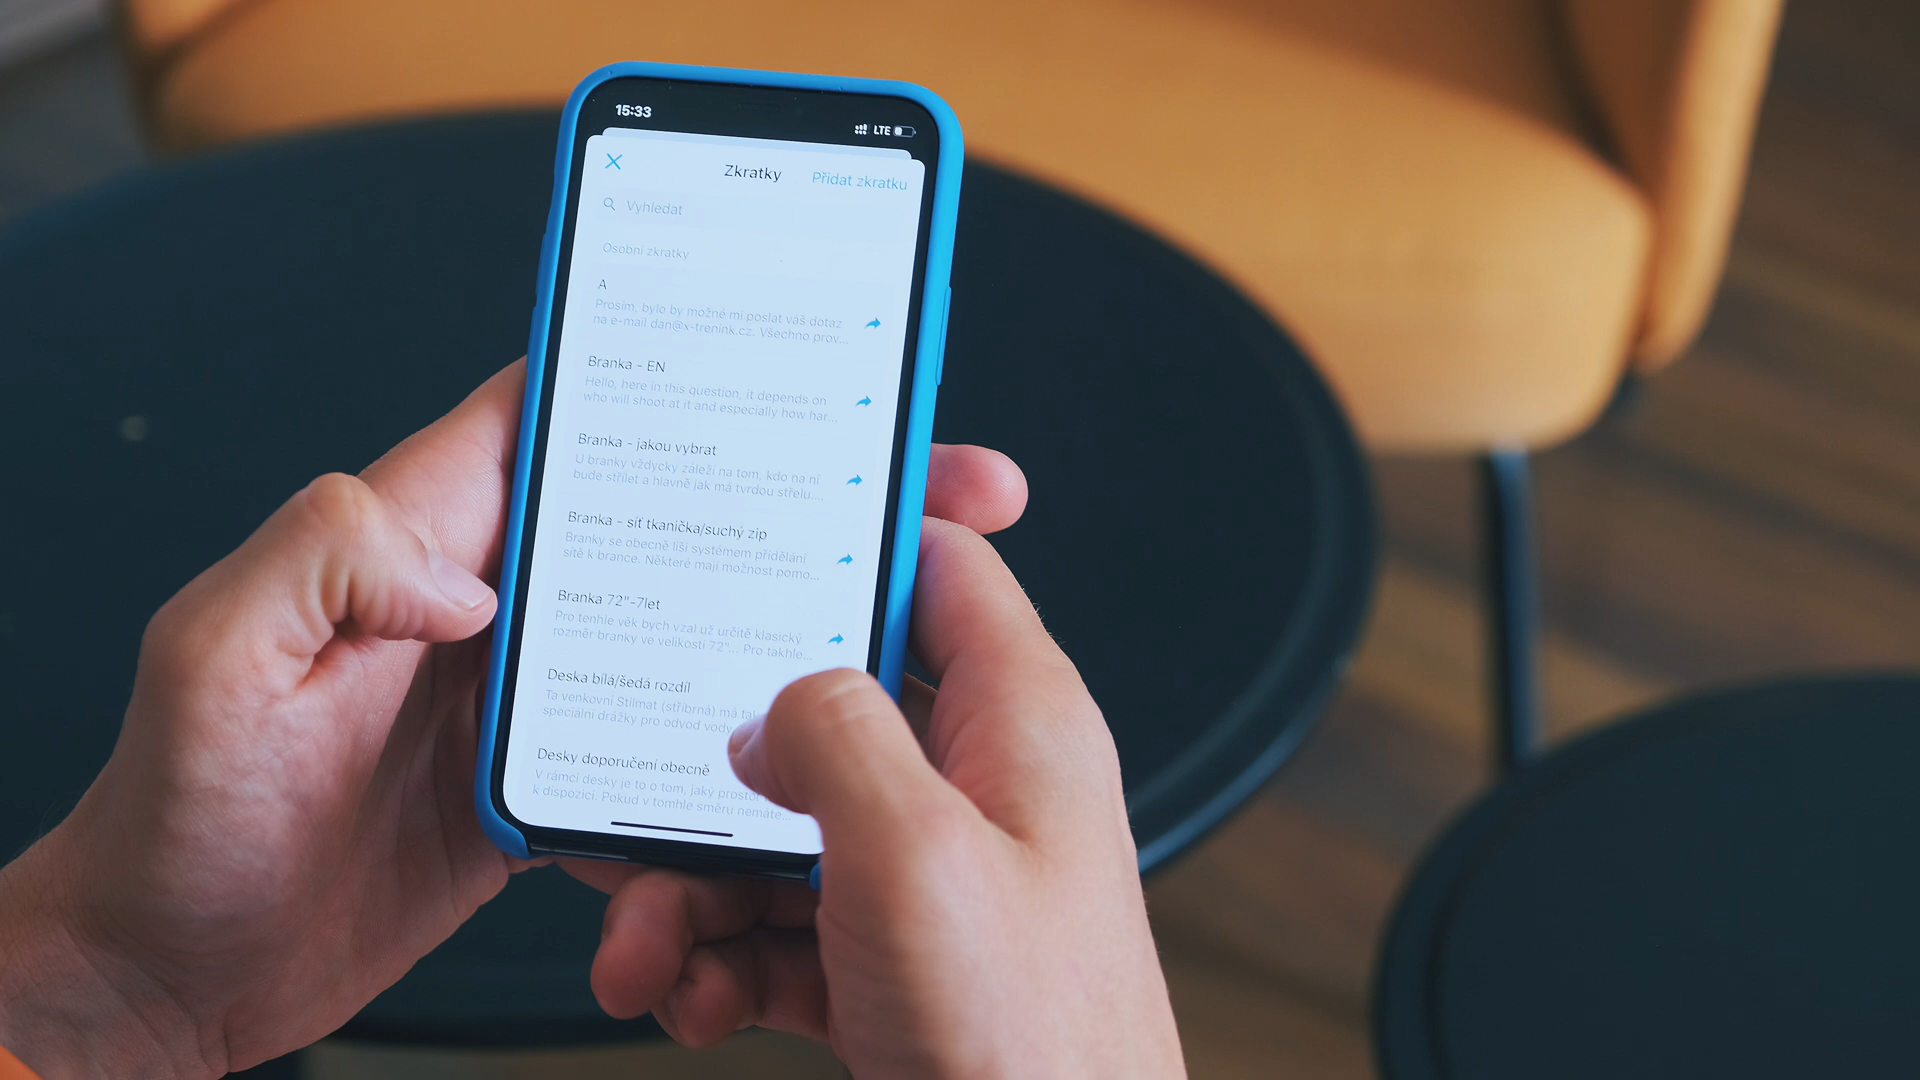 15:33
LTE
Zkratky
Přidat zkratku
Vyhledat
Osobní zkratky
A
Prosím, bylo by možné mi poslat váš dotaz
na e-mail dan@x-trenink.cz. Všechno prov...
Branka - EN
Hello, here in this question, it depends on
who will shoot at it and especially how har...
Branka - jakou vybrat
U branky vždycky záleží na tom, kdo na ní
bude střílet a hlavně jak má tvrdou střelu....
Branka - síť tkanička/suchý zip
Branky se obecně liší systémem přidělání
sítě k brance. Některé mají možnost pomo...
Branka 72"-7let
Pro tenhle věk bych vzal už určitě klasický
rozměr branky ve velikosti 72"... Pro takhle...
Deska bílá/šedá rozdíl
Ta venkovní Stilmat (stříbrná) má
speciální drážky pro odvod vody
Desky doporučení obecně
V rámci desky je to o tom, jaký prostor
k dispozici. Pokud v tomhle směru nemáte...